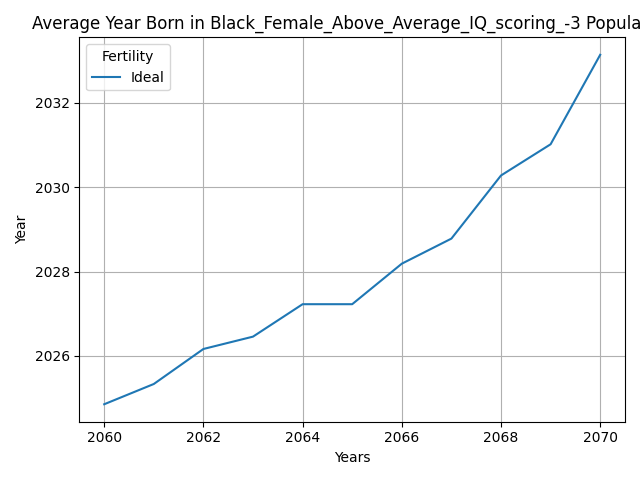 Average Year Born in Black_Female_Above_Average_IQ_scoring_-3 Popula
Fertility
Ideal
2032
2030
2028
2026
Year
2060 2062 2064 2066 2068 2070
Years